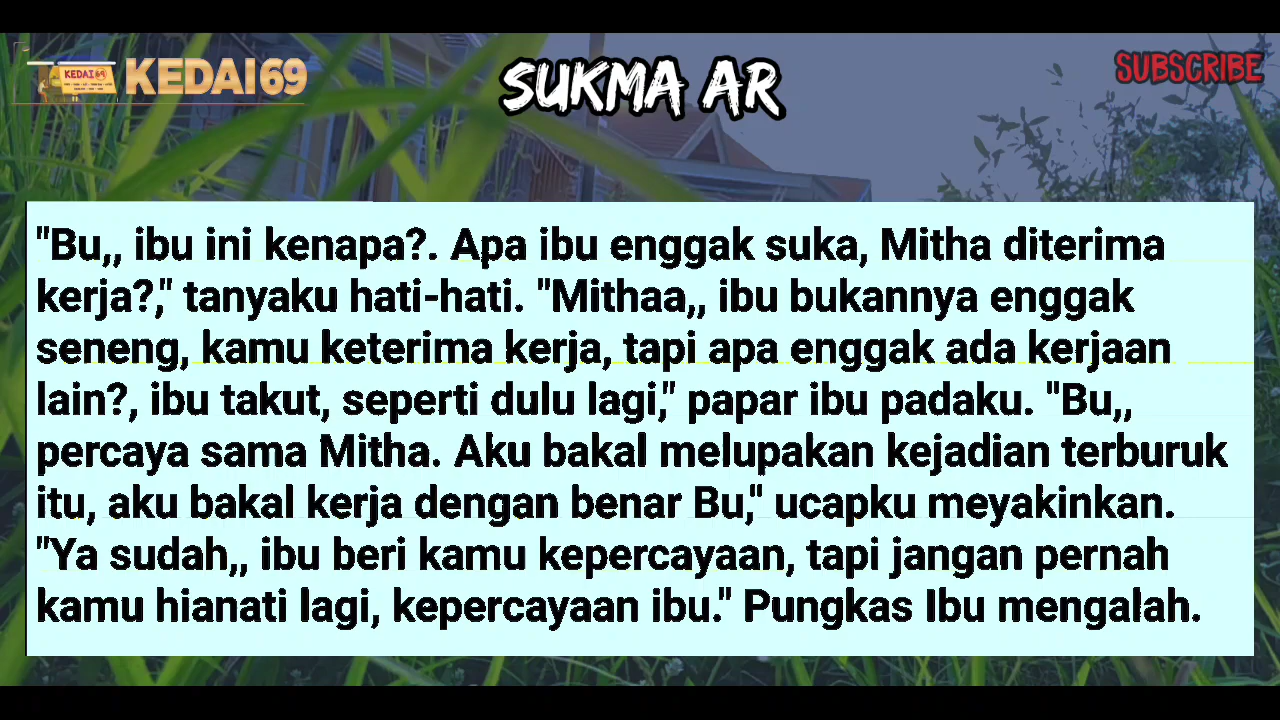 KEDAI 69
KEDAI69
SUKMA AR
SUBSCRIBE
"Bu,, ibu ini kenapa?. Apa ibu enggak suka, Mitha diterima
kerja?," tanyaku hati-hati. "Mithaa,, ibu bukannya enggak
seneng, kamu keterima kerja, tapi apa enggak ada kerjaan
lain?, ibu takut, seperti dulu lagi," papar ibu padaku. "Bu,,
percaya sama Mitha. Aku bakal melupakan kejadian terburuk
itu, aku bakal kerja dengan benar Bu," ucapku meyakinkan.
"Ya sudah,, ibu beri kamu kepercayaan, tapi jangan pernah
kamu hianati lagi, kepercayaan ibu." Pungkas Ibu mengalah.